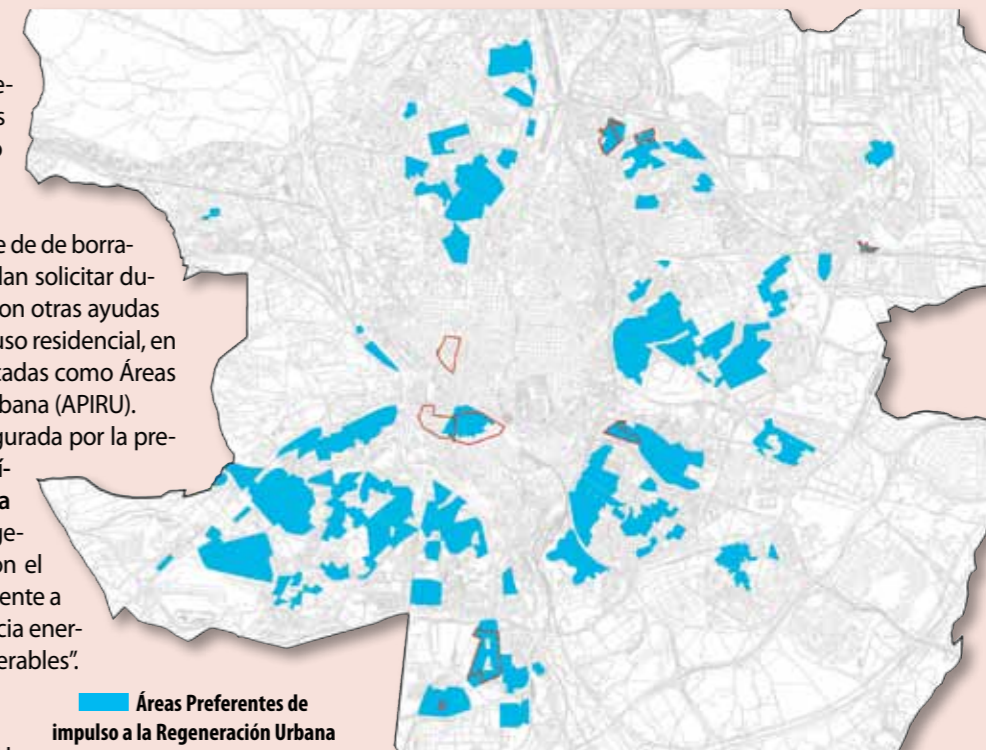 e-
s
o
e de de borra-
dan solicitar du-
on otras ayudas
uso residencial, en
cadas como Áreas
bana (APIRU).
gurada por la pre-
í-
a
ge-
on el
ente a
cia ener-
erables”.
Áreas Preferentes de
impulso a la Regeneración Urbana